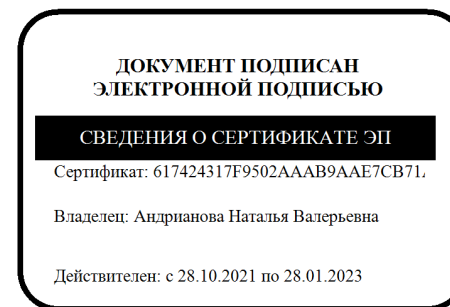 ДОКУМЕНТ ПОДПИСАН
ЭЛЕКТРОННОЙ ПОДПИСЬЮ
СВЕДЕНИЯ О СЕРТИФИКАТЕ ЭП
Сертификат: 617424317F9502AAAB9AAE7CB71
Владелец: Андрианова Наталья Валерьевна
Действителен: с 28.10.2021 по 28.01.2023